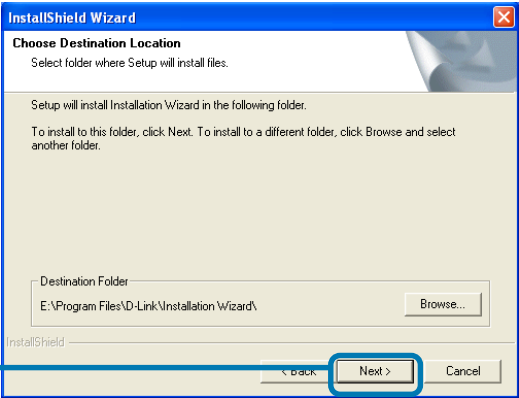 InstallShield Wizard
Choose Destination Location
Select folder where Setup will install files.
Setup will install Installation Wizard in the following folder.
To install to this folder, click Next. To install to a different folder, click Browse and select
another folder.
Destination Folder
E:\Program Files\D-Link\Installation Wizard\
Browse...
InstallShield
< Back
Next >
Cancel